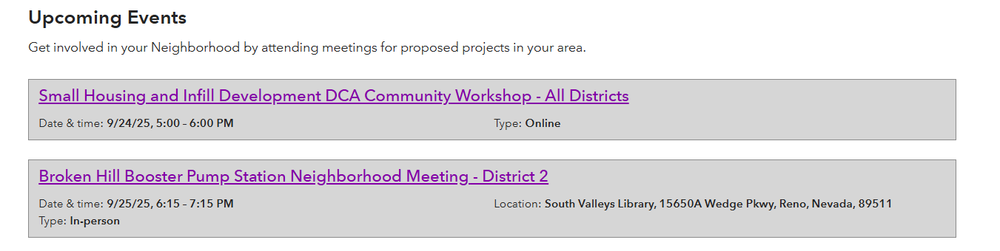 Upcoming Events
Get involved in your Neighborhood by attending meetings for proposed projects in your area.
Small Housing and Infill Development DCA Community Workshop - All Districts
Date & time: 9/24/25, 5:00 – 6:00 PM Type: Online
Broken Hill Booster Pump Station Neighborhood Meeting - District 2
Date & time: 9/25/25, 6:15 – 7:15 PM Location: South Valleys Library, 15650A Wedge Pkwy, Reno, Nevada, 89511
Type: In-person